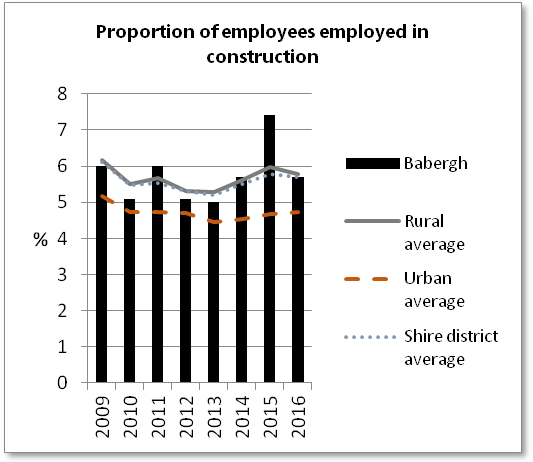 Proportion of employees employed in
construction
8
7
6
5
4
3
2
1
0
%
2009
2010
2011
2012
2013
2014
2015
2016
Babergh
Rural
average
Urban
average
Shire district
average